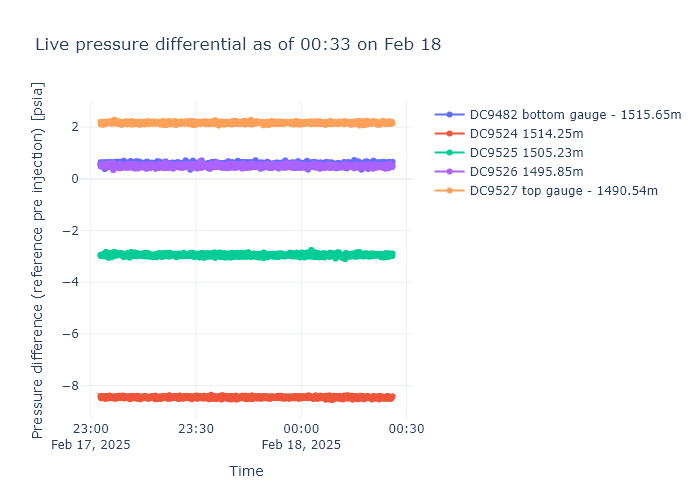 Live pressure differential as of 00:33 on Feb 18
Pressure difference (reference pre injection) [psia]
2
0
−2
−4
−6
−8
23:00
Feb 17, 2025
23:30
00:00
Feb 18, 2025
00:30
Time
DC9482 bottom gauge - 1515.65m
DC9524 1514.25m
DC9525 1505.23m
DC9526 1495.85m
DC9527 top gauge - 1490.54m